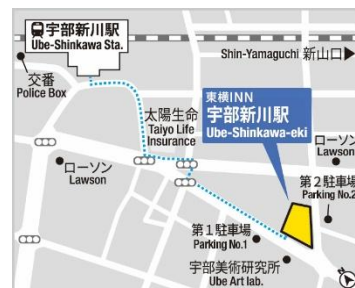 宇部新川駅
Ube-Shinkawa Sta.
Shin-Yamaguchi 新山口▶
交番
Police Box
太陽生命
Taiyo Life
Insurance
東横INN
宇部新川駅
Ube-Shinkawa-eki
ローソン
Lawson
ローソン
Lawson
第2駐車場
Parking No.2
第1駐車場
Parking No.1
宇部美術研究所
Ube Art lab.
N